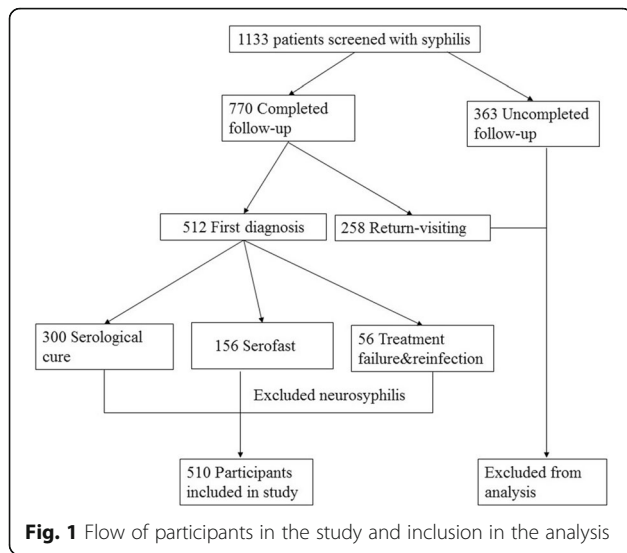 1133 patients screened with syphilis
770 Completed
follow-up
363 Uncompleted
follow-up
512 First diagnosis
258 Return-visiting
300 Serological
cure
156 Serofast
56 Treatment
failure&reinfection
Excluded neurosyphilis
510 Participants
included in study
Excluded from
analysis
Fig. 1 Flow of participants in the study and inclusion in the analysis